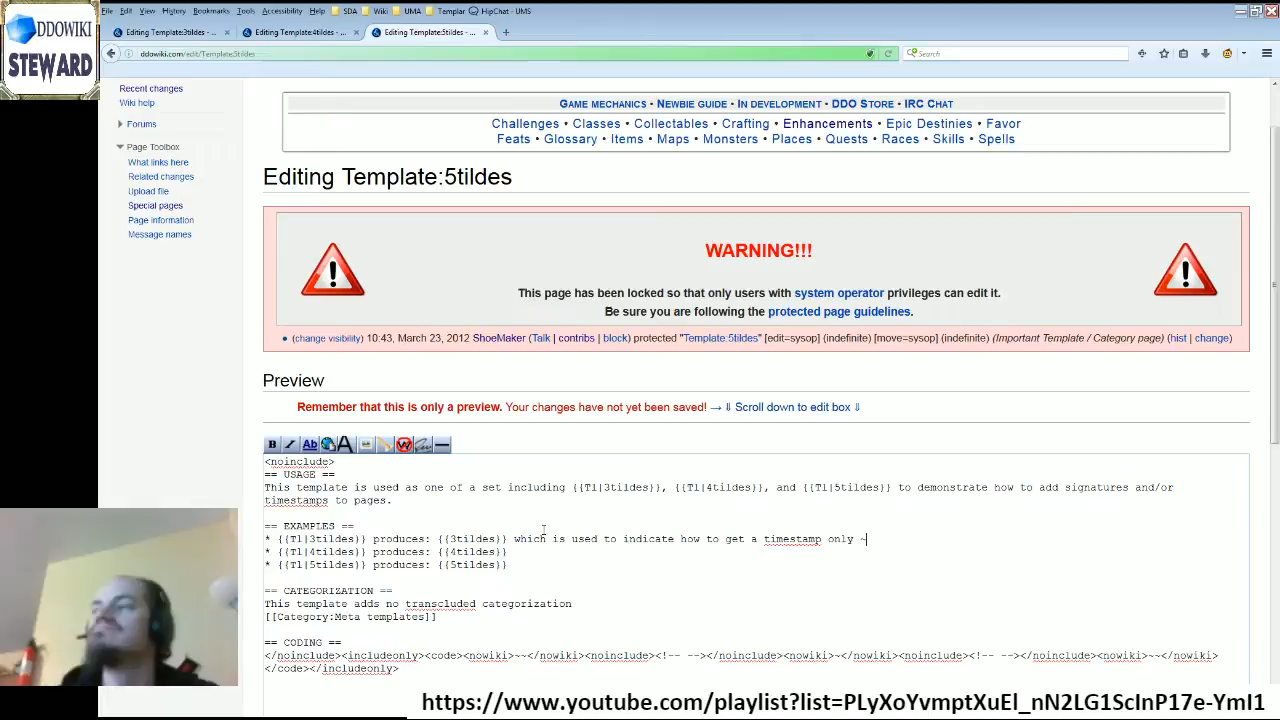 DDOWIKI
STEWARD
File Edit View History Bookmarks Tools Accessibility Help SDA Wiki UMA Templar HipChat - UMS
Editing Template:3tildes - ... × Editing Template:4tildes - ... × Editing Template:5tildes - ... × +
ddowiki.com/edit/Template:5tildes
Search
Recent changes
Wiki help
Forums
Page Toolbox
What links here
Related changes
Upload file
Special pages
Page information
Message names
Game mechanics • Newbie guide • In development • DDO Store • IRC Chat
Challenges • Classes • Collectables • Crafting • Enhancements • Epic Destinies • Favor
Feats • Glossary • Items • Maps • Monsters • Places • Quests • Races • Skills • Spells
Editing Template:5tildes
WARNING!!!
This page has been locked so that only users with system operator privileges can edit it.
Be sure you are following the protected page guidelines.
• (change visibility) 10:43, March 23, 2012 ShoeMaker (Talk | contribs | block) protected "Template:5tildes" [edit=sysop] (indefinite) [move=sysop] (indefinite) (Important Template / Category page) (hist | change)
Preview
Remember that this is only a preview. Your changes have not yet been saved! → ⇓ Scroll down to edit box ⇓
B I Ab A W
<noinclude>
== USAGE ==
This template is used as one of a set including {{Tl|3tildes}}, {{Tl|4tildes}}, and {{Tl|5tildes}} to demonstrate how to add signatures and/or
timestamps to pages.
== EXAMPLES ==
* {{Tl|3tildes}} produces: {{3tildes}} which is used to indicate how to get a timestamp only ~
* {{Tl|4tildes}} produces: {{4tildes}}
* {{Tl|5tildes}} produces: {{5tildes}}
== CATEGORIZATION ==
This template adds no transcluded categorization
[[Category:Meta templates]]
== CODING ==
</noinclude><includeonly><code><nowiki>~~</nowiki><noinclude><!-- --></noinclude><nowiki>~</nowiki><noinclude><!-- --></noinclude><nowiki>~~</nowiki>
</code></includeonly>
https://www.youtube.com/playlist?list=PLyXoYvmptXuEl_nN2LG1ScInP17e-YmI1